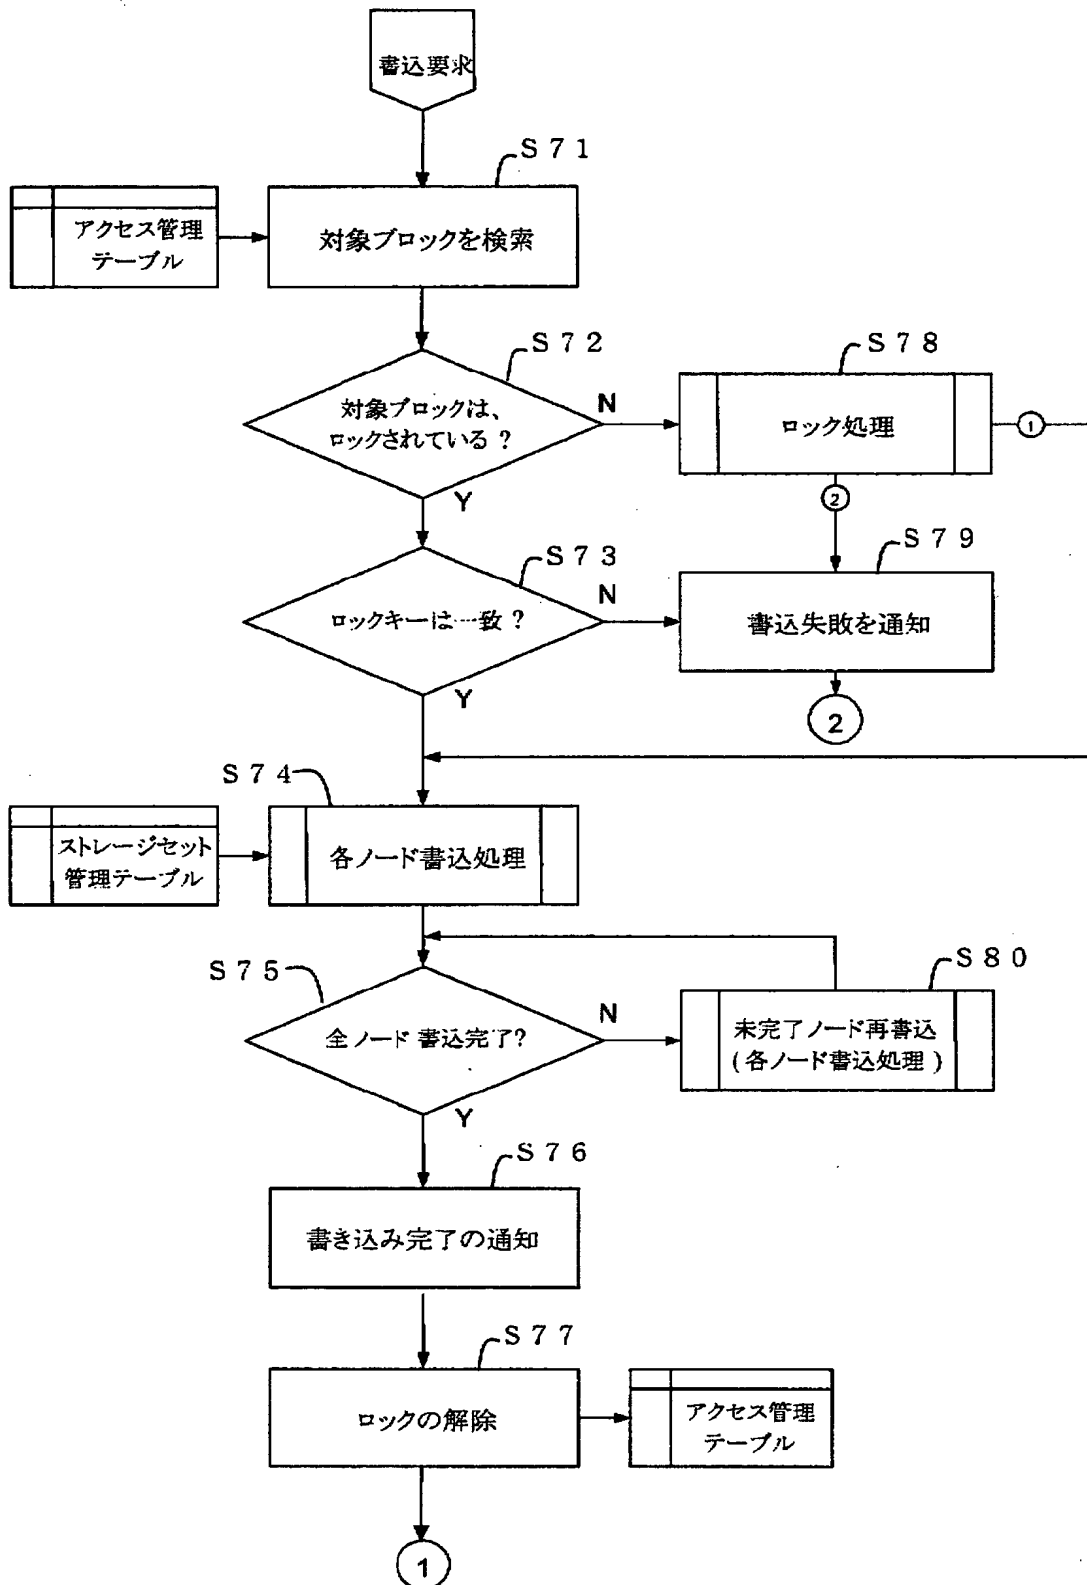 書込要求
S71
アクセス管理
テーブル
対象ブロックを検索
S72
S78
対象ブロックは、
ロックされている？
N
ロック処理
1
Y
2
S73
S79
ロックキーは一致？
N
書込失敗を通知
Y
2
S74
ストレージセット
管理テーブル
各ノード書込処理
S75
S80
全ノード書込完了?
N
未完了ノード再書込
(各ノード書込処理)
Y
S76
書き込み完了の通知
S77
ロックの解除
アクセス管理
テーブル
1